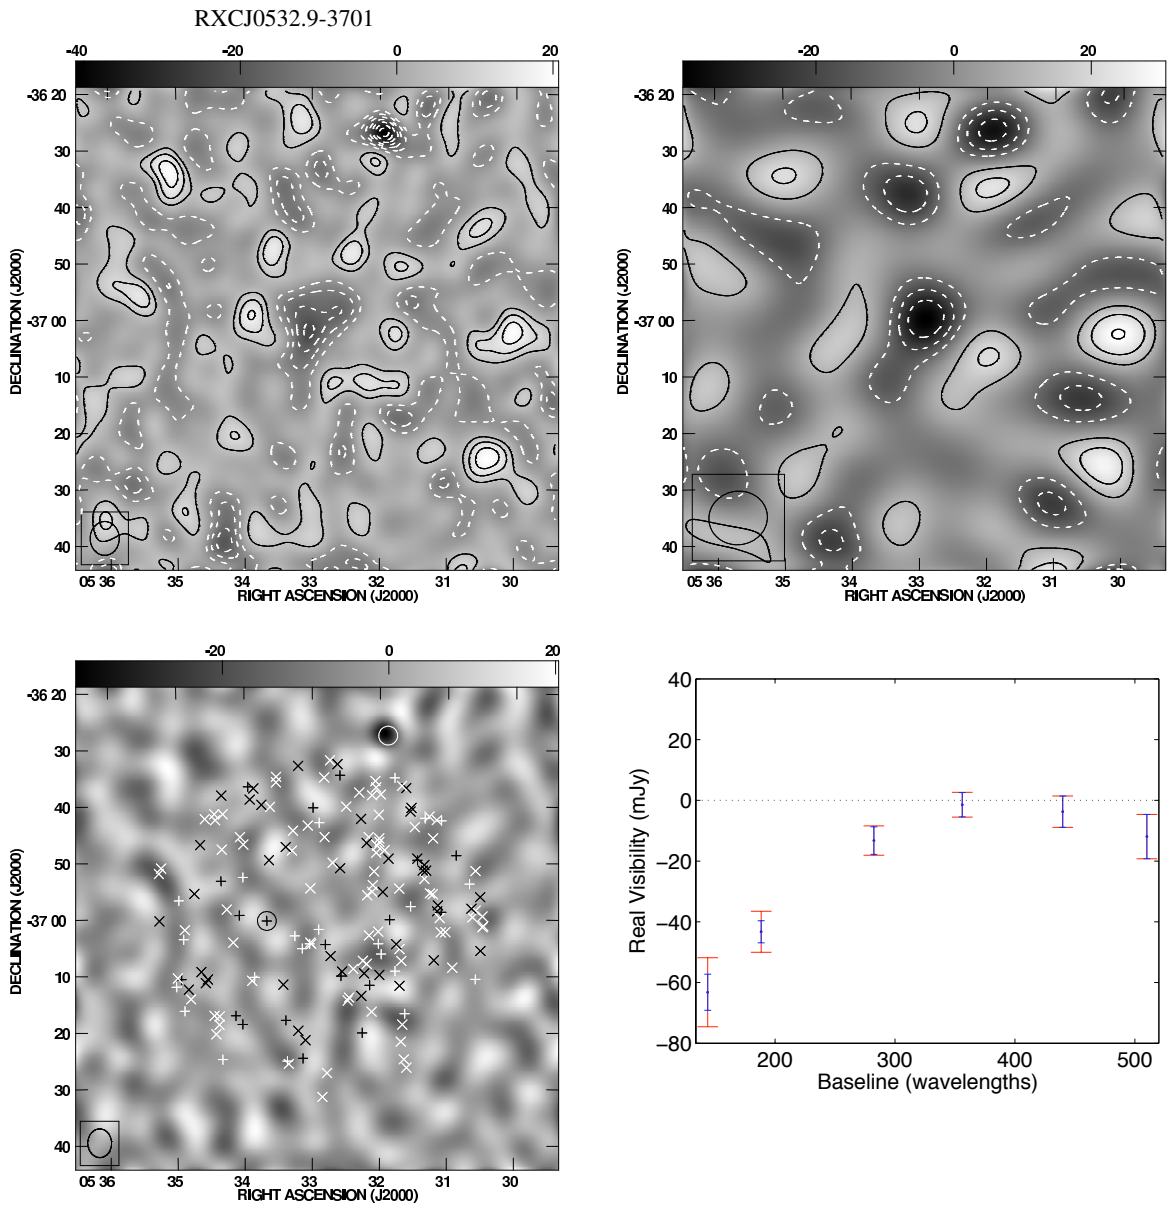 RXCJ0532.9-3701
-40 -20 0 20
-36 20
30
40
50
-37 00
10
20
30
40
DECLINATION (J2000)
05 36 35 34 33 32 31 30
RIGHT ASCENSION (J2000)
-20 0 20
-36 20
30
40
50
-37 00
10
20
30
40
DECLINATION (J2000)
05 36 35 34 33 32 31 30
RIGHT ASCENSION (J2000)
-20 0 20
-36 20
30
40
50
-37 00
10
20
30
40
DECLINATION (J2000)
05 36 35 34 33 32 31 30
RIGHT ASCENSION (J2000)
40
20
0
−20
−40
−60
−80
Real Visibility (mJy)
200 300 400 500
Baseline (wavelengths)